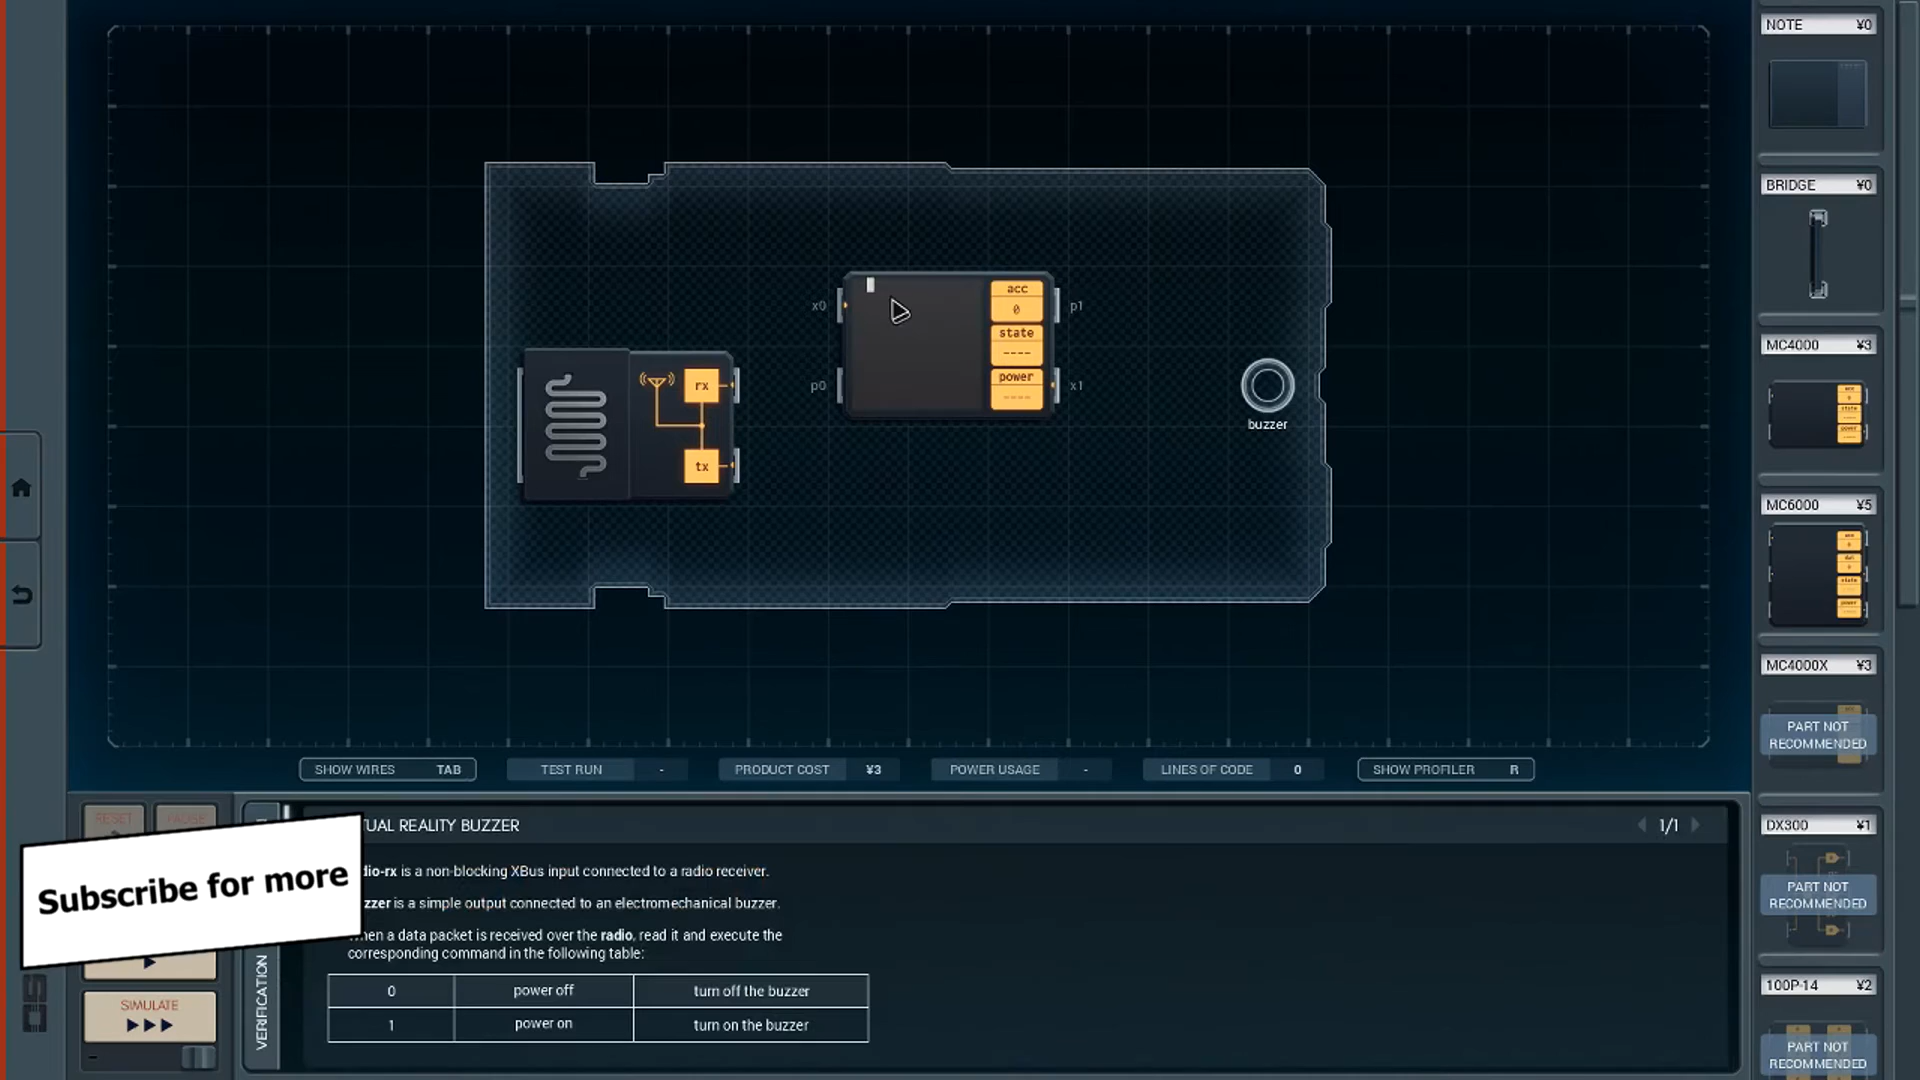 NOTE ¥0
BRIDGE ¥0
MC4000 ¥3
MC6000 ¥5
MC4000X ¥3
PART NOT
RECOMMENDED
DX300 ¥1
PART NOT
RECOMMENDED
100P-14 ¥2
PART NOT
RECOMMENDED
x0
p0
acc
0
state
----
power
----
p1
x1
rx
tx
buzzer
SHOW WIRES TAB
TEST RUN -
PRODUCT COST ¥3
POWER USAGE -
LINES OF CODE 0
SHOW PROFILER R
RESET
PAUSE
Subscribe for more
SIMULATE
VERIFICATION
TUAL REALITY BUZZER
1/1
dio-rx is a non-blocking XBus input connected to a radio receiver.
zzer is a simple output connected to an electromechanical buzzer.
hen a data packet is received over the radio, read it and execute the
corresponding command in the following table:
0 power off turn off the buzzer
1 power on turn on the buzzer